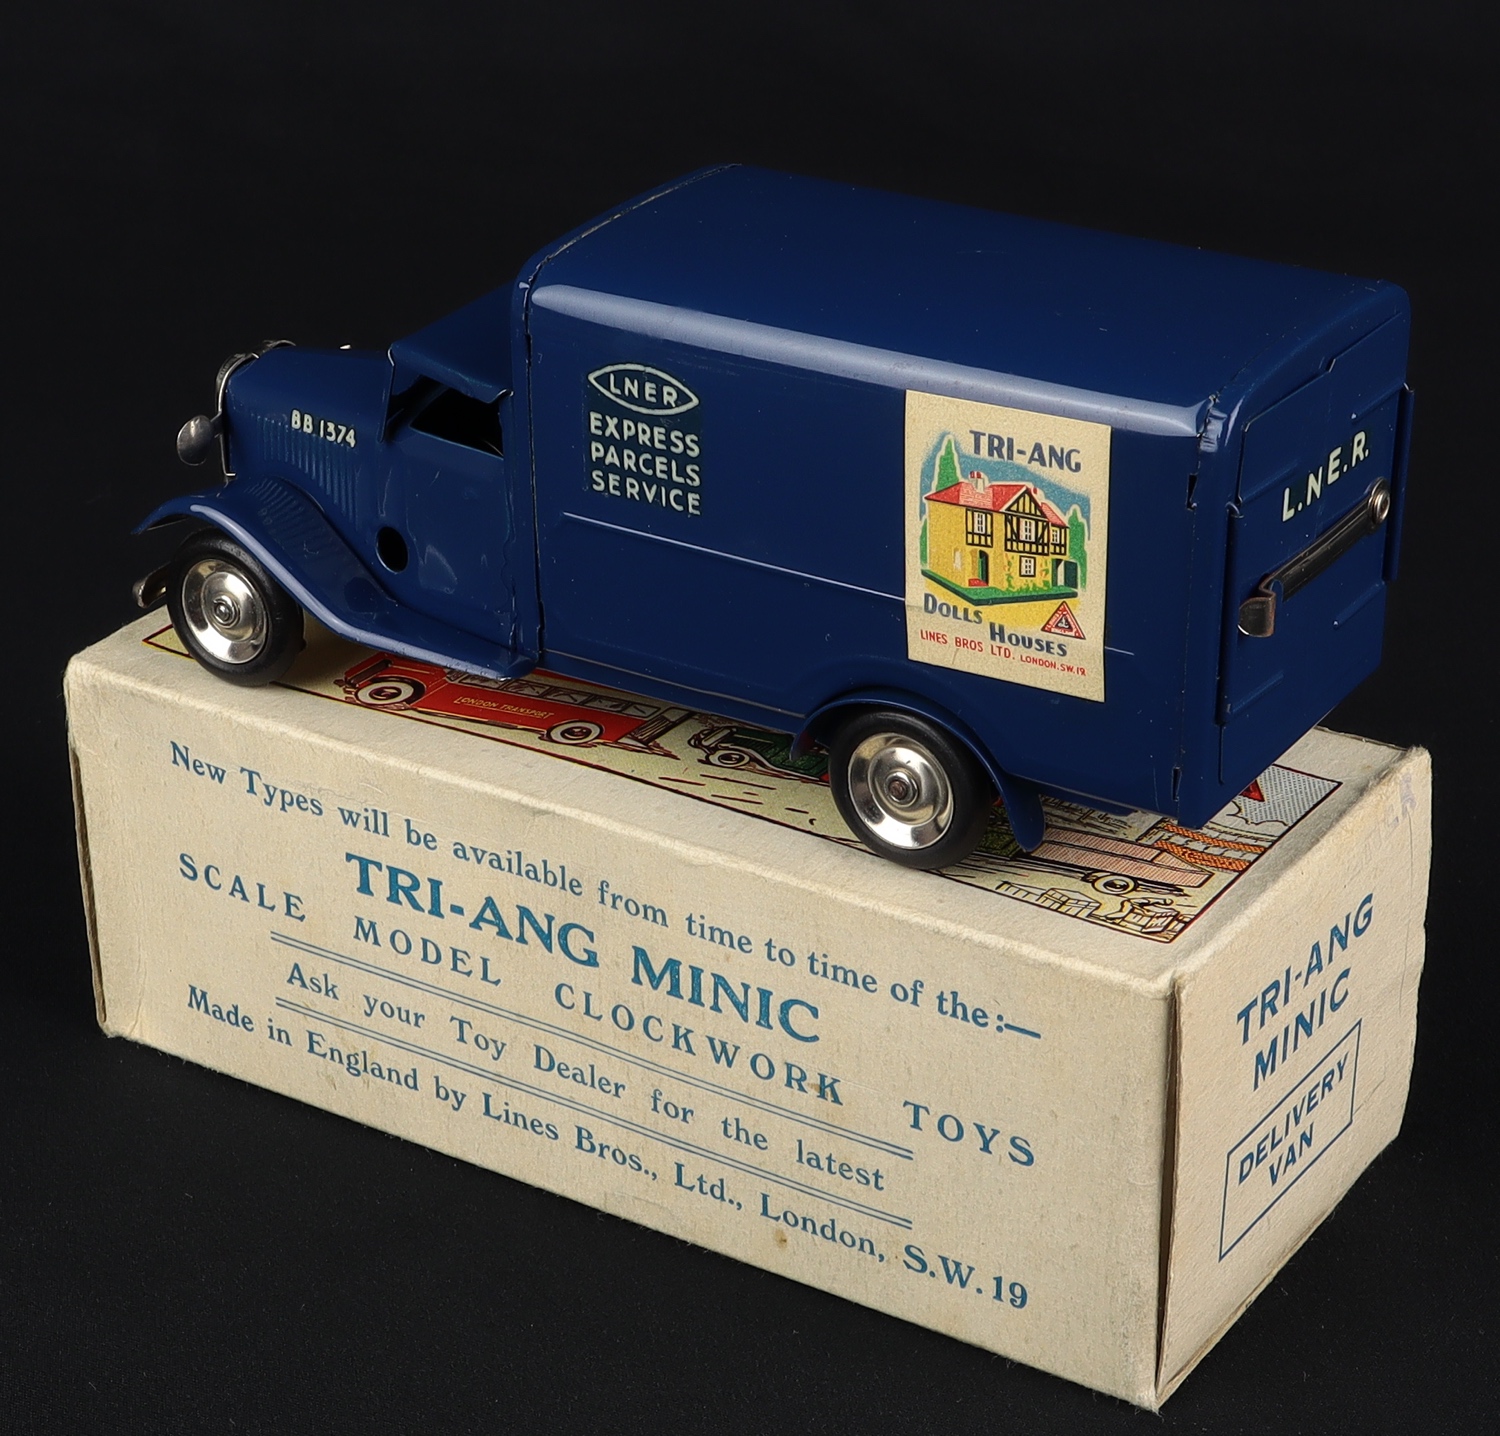 BB 1374
LNER
EXPRESS
PARCELS
SERVICE
TRI-ANG
DOLLS
HOUSES
LINES BROS LTD. LONDON.SW.19
L.N.E.R.
LONDON TRANSPORT
New Types will be available from time to time of the:—
TRI-ANG MINIC
SCALE MODEL CLOCKWORK TOYS
Ask your Toy Dealer for the latest
Made in England by Lines Bros., Ltd., London, S.W.19
TRI-ANG
MINIC
DELIVERY
VAN